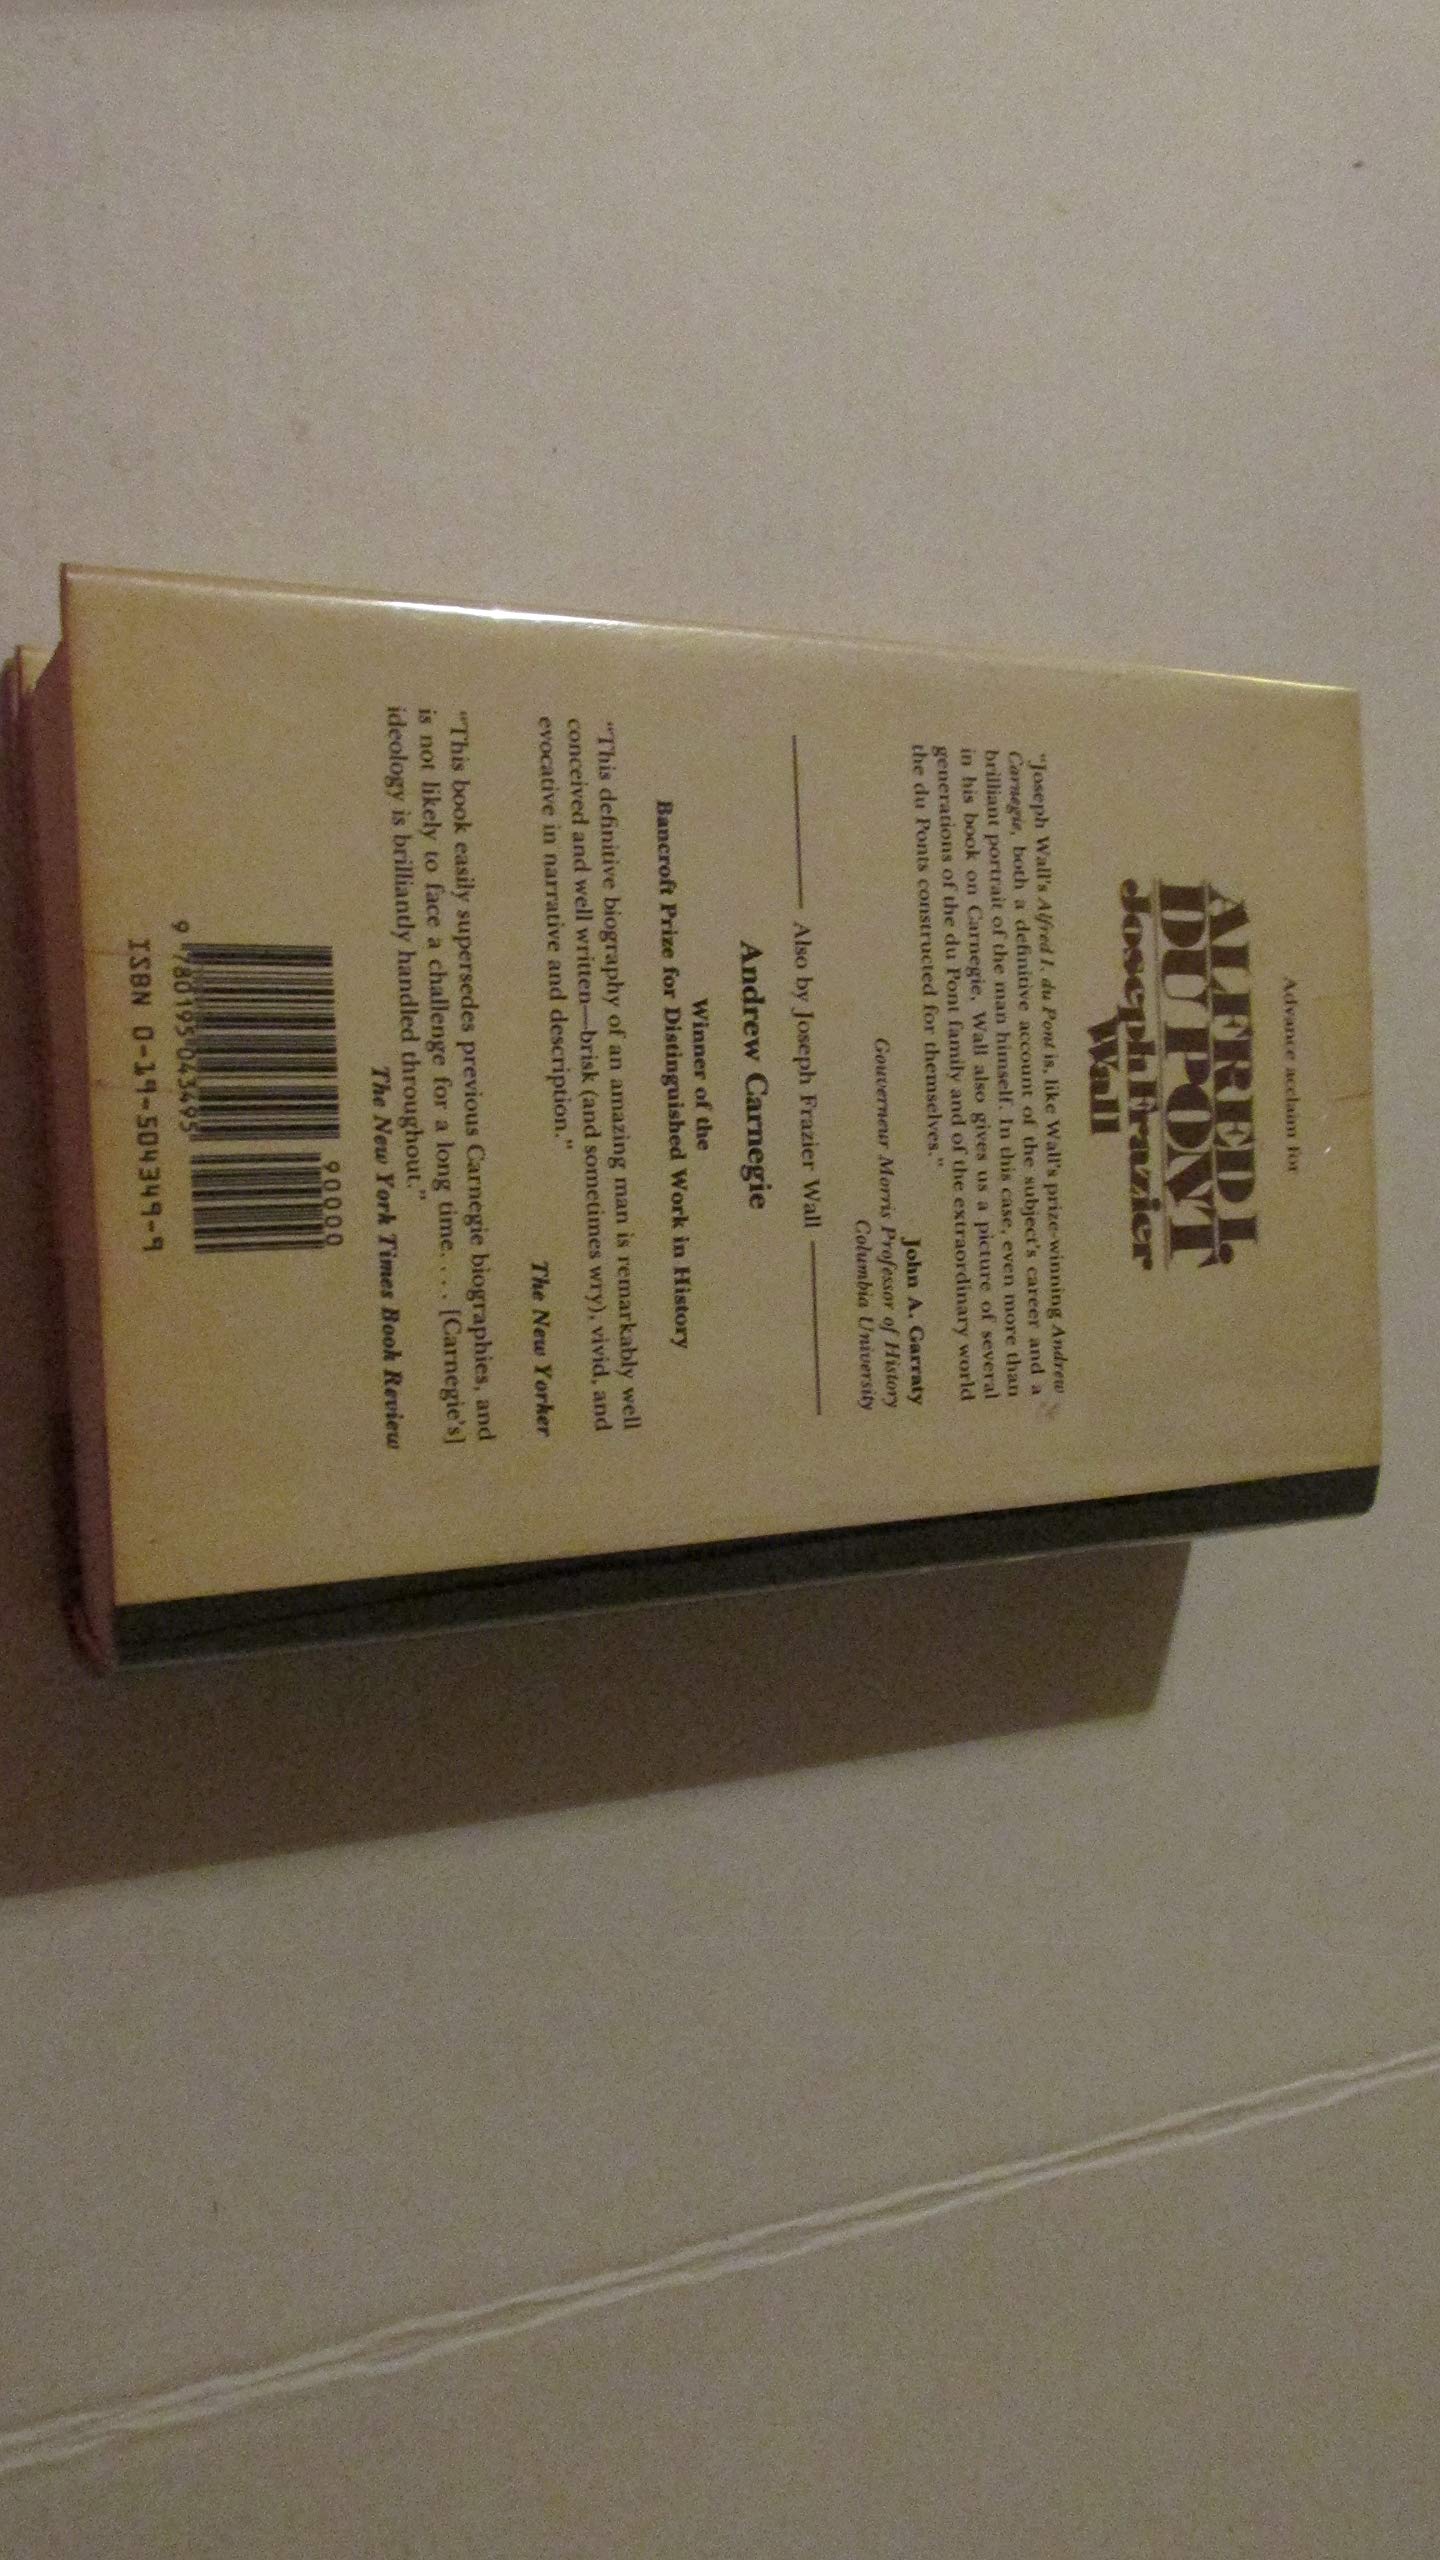 Advance acclaim for
ALFRED I.
DU PONT
Joseph Frazier
Wall
"Joseph Wall's Alfred I. du Pont is, like Wall's prize-winning Andrew
Carnegie, both a definitive account of the subject's career and a
brilliant portrait of the man himself. In this case, even more than
in his book on Carnegie, Wall also gives us a picture of several
generations of the du Pont family and of the extraordinary world
the du Ponts constructed for themselves."
John A. Garraty
Gouverneur Morris Professor of History
Columbia University
Also by Joseph Frazier Wall
Andrew Carnegie
Winner of the
Bancroft Prize for Distinguished Work in History
"This definitive biography of an amazing man is remarkably well
conceived and well written—brisk (and sometimes wry), vivid, and
evocative in narrative and description."
The New Yorker
"This book easily supersedes previous Carnegie biographies, and
is not likely to face a challenge for a long time. . . . [Carnegie's]
ideology is brilliantly handled throughout."
The New York Times Book Review
90000
9 780195 043495
ISBN 0-19-504349-9